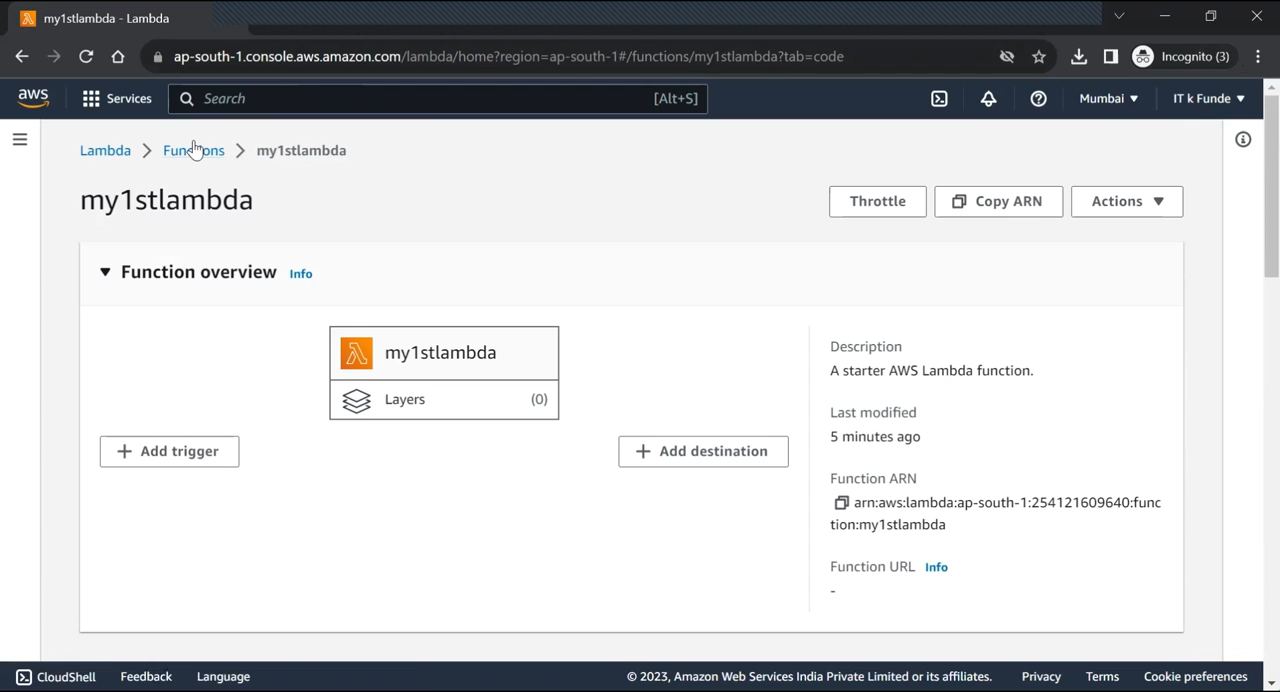 my1stlambda - Lambda
ap-south-1.console.aws.amazon.com/lambda/home?region=ap-south-1#/functions/my1stlambda?tab=code
Incognito (3)
aws
Services
Search
[Alt+S]
Mumbai
IT k Funde
Lambda > Functions > my1stlambda
my1stlambda
Throttle
Copy ARN
Actions
Function overview Info
my1stlambda
Layers (0)
+ Add trigger
+ Add destination
Description
A starter AWS Lambda function.
Last modified
5 minutes ago
Function ARN
arn:aws:lambda:ap-south-1:254121609640:func
tion:my1stlambda
Function URL Info
-
CloudShell Feedback Language © 2023, Amazon Web Services India Private Limited or its affiliates. Privacy Terms Cookie preferences